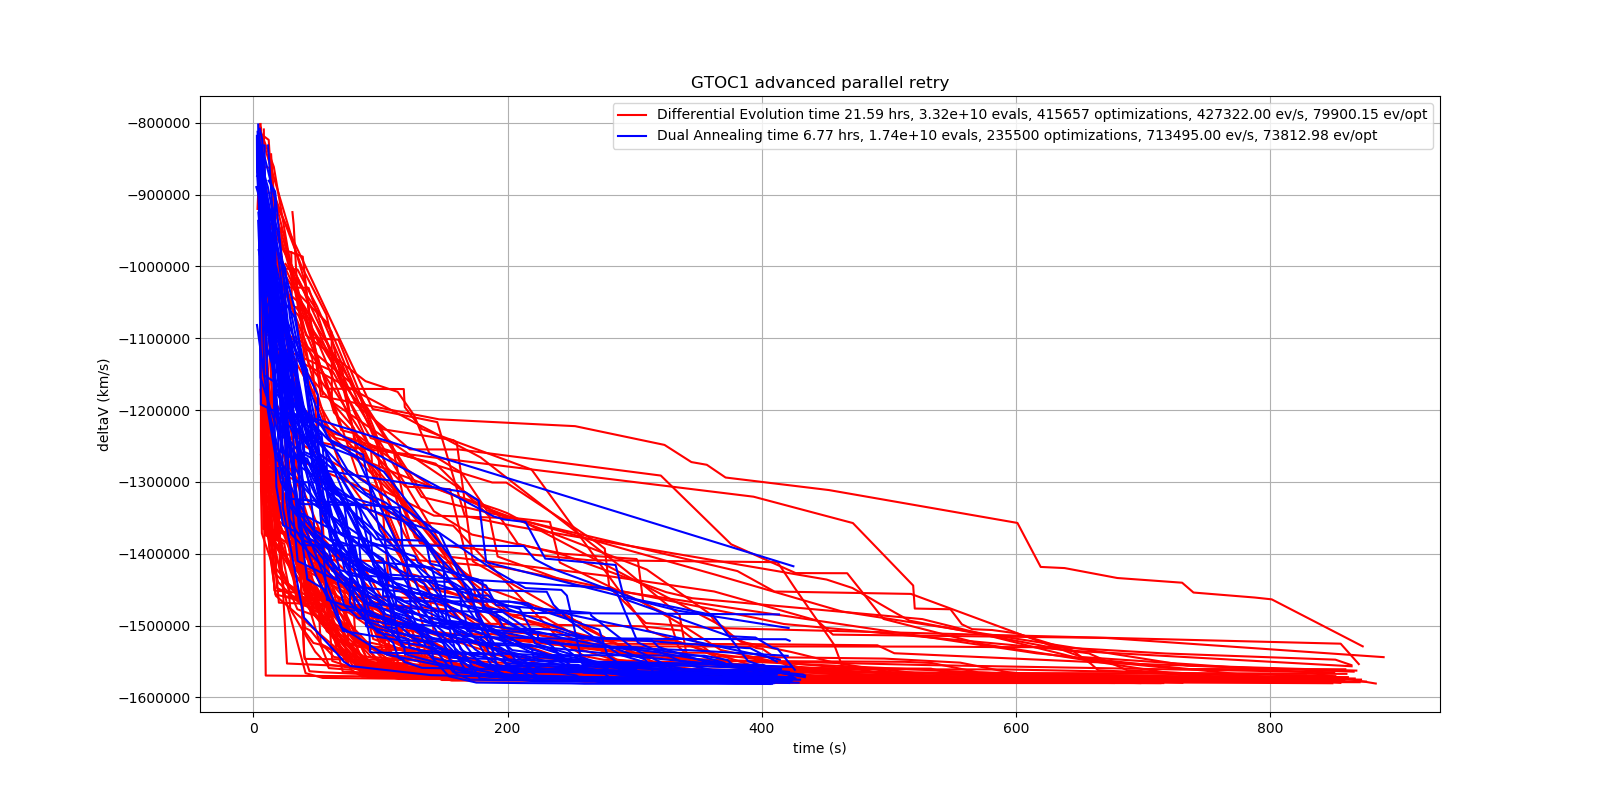 GTOC1 advanced parallel retry
Differential Evolution time 21.59 hrs, 3.32e+10 evals, 415657 optimizations, 427322.00 ev/s, 79900.15 ev/opt
Dual Annealing time 6.77 hrs, 1.74e+10 evals, 235500 optimizations, 713495.00 ev/s, 73812.98 ev/opt
−800000
−900000
−1000000
−1100000
−1200000
−1300000
−1400000
−1500000
−1600000
deltaV (km/s)
0 200 400 600 800
time (s)